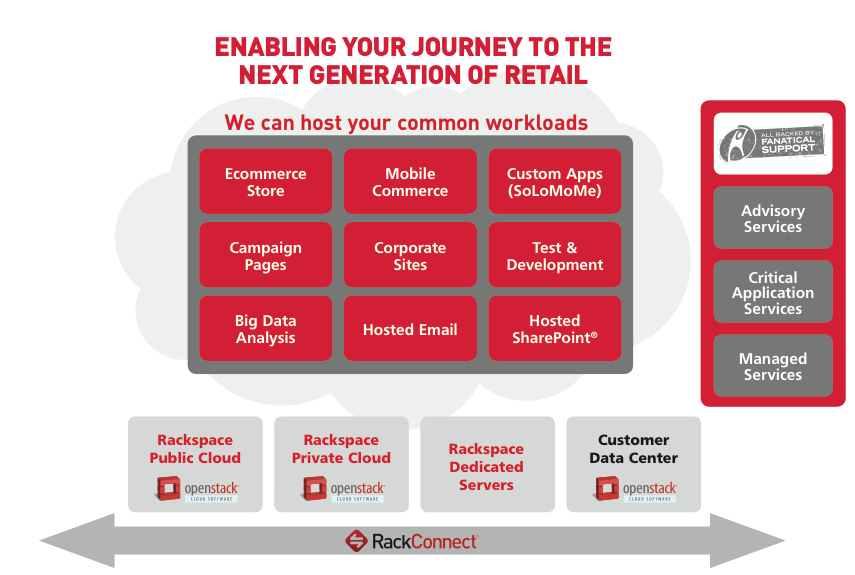 ENABLING YOUR JOURNEY TO THE
NEXT GENERATION OF RETAIL
We can host your common workloads
Ecommerce
Store
Mobile
Commerce
Custom Apps
(SoLoMoMe)
Campaign
Pages
Corporate
Sites
Test &
Development
Big Data
Analysis
Hosted Email
Hosted
SharePoint®
ALL BACKED BY
FANATICAL
SUPPORT
Advisory
Services
Critical
Application
Services
Managed
Services
Rackspace
Public Cloud
openstack
CLOUD SOFTWARE
Rackspace
Private Cloud
openstack
CLOUD SOFTWARE
Rackspace
Dedicated
Servers
Customer
Data Center
openstack
CLOUD SOFTWARE
RackConnect